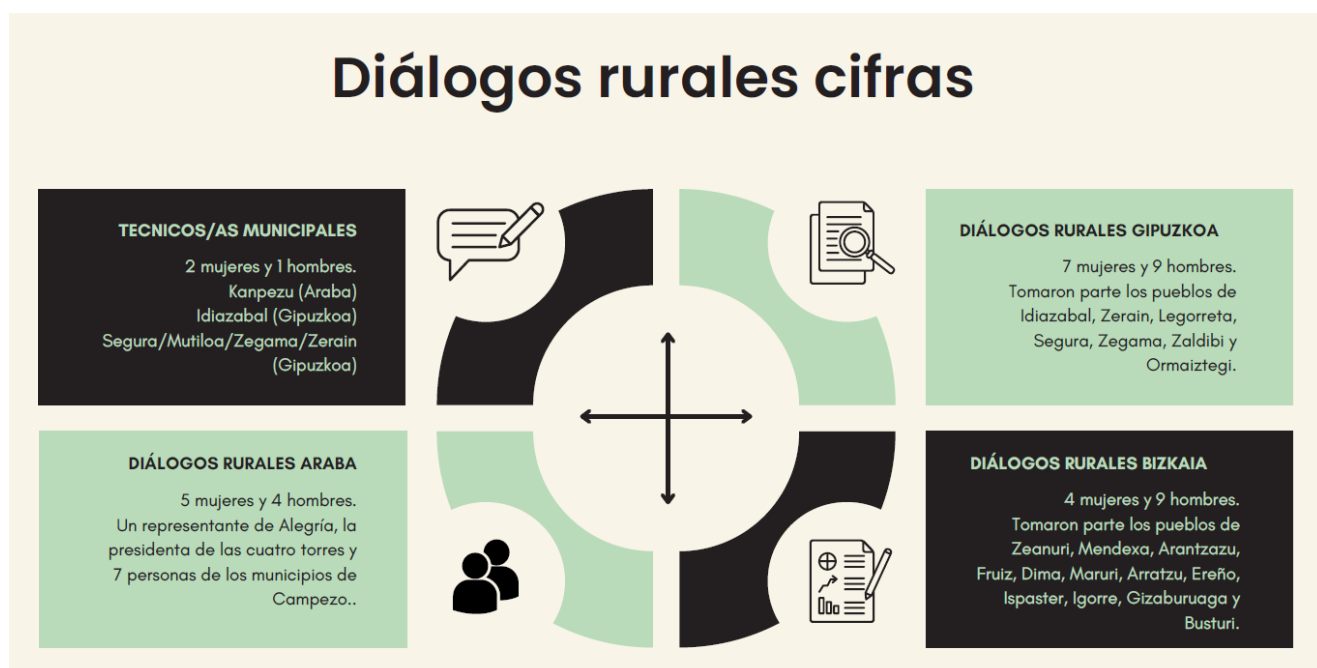 Diálogos rurales cifras
TECNICOS/AS MUNICIPALES
2 mujeres y 1 hombres.
Kanpezu (Araba)
Idiazabal (Gipuzkoa)
Segura/Mutiloa/Zegama/Zerain
(Gipuzkoa)
DIÁLOGOS RURALES GIPUZKOA
7 mujeres y 9 hombres.
Tomaron parte los pueblos de
Idiazabal, Zerain, Legorreta,
Segura, Zegama, Zaldibi y
Ormaiztegi.
DIÁLOGOS RURALES ARABA
5 mujeres y 4 hombres.
Un representante de Alegría, la
presidenta de las cuatro torres y
7 personas de los municipios de
Campezo..
DIÁLOGOS RURALES BIZKAIA
4 mujeres y 9 hombres.
Tomaron parte los pueblos de
Zeanuri, Mendexa, Arantzazu,
Fruiz, Dima, Maruri, Arratzu, Ereño,
Ispaster, Igorre, Gizaburuaga y
Busturi.